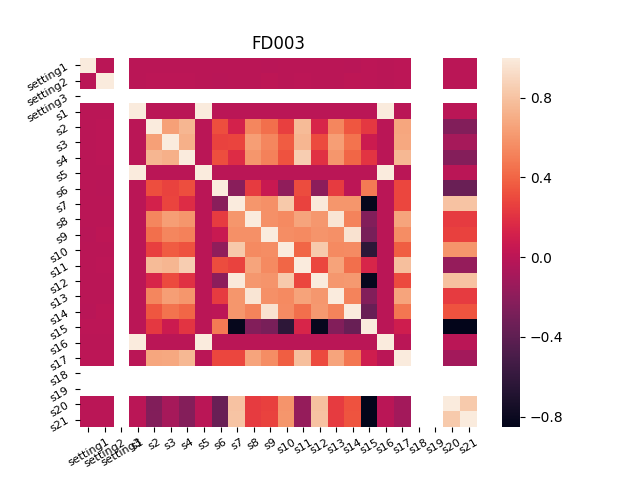 FD003
setting1
setting2
setting3
s1
s2
s3
s4
s5
s6
s7
s8
s9
s10
s11
s12
s13
s14
s15
s16
s17
s18
s19
s20
s21
0.8
0.4
0.0
−0.4
−0.8
setting1 setting2 setting3 s1 s2 s3 s4 s5 s6 s7 s8 s9 s10 s11 s12 s13 s14 s15 s16 s17 s18 s19 s20 s21